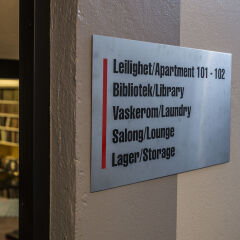 Leilighet/Apartment 101 - 102
Bibliotek/Library
Vaskerom/Laundry
Salong/Lounge
Lager/Storage